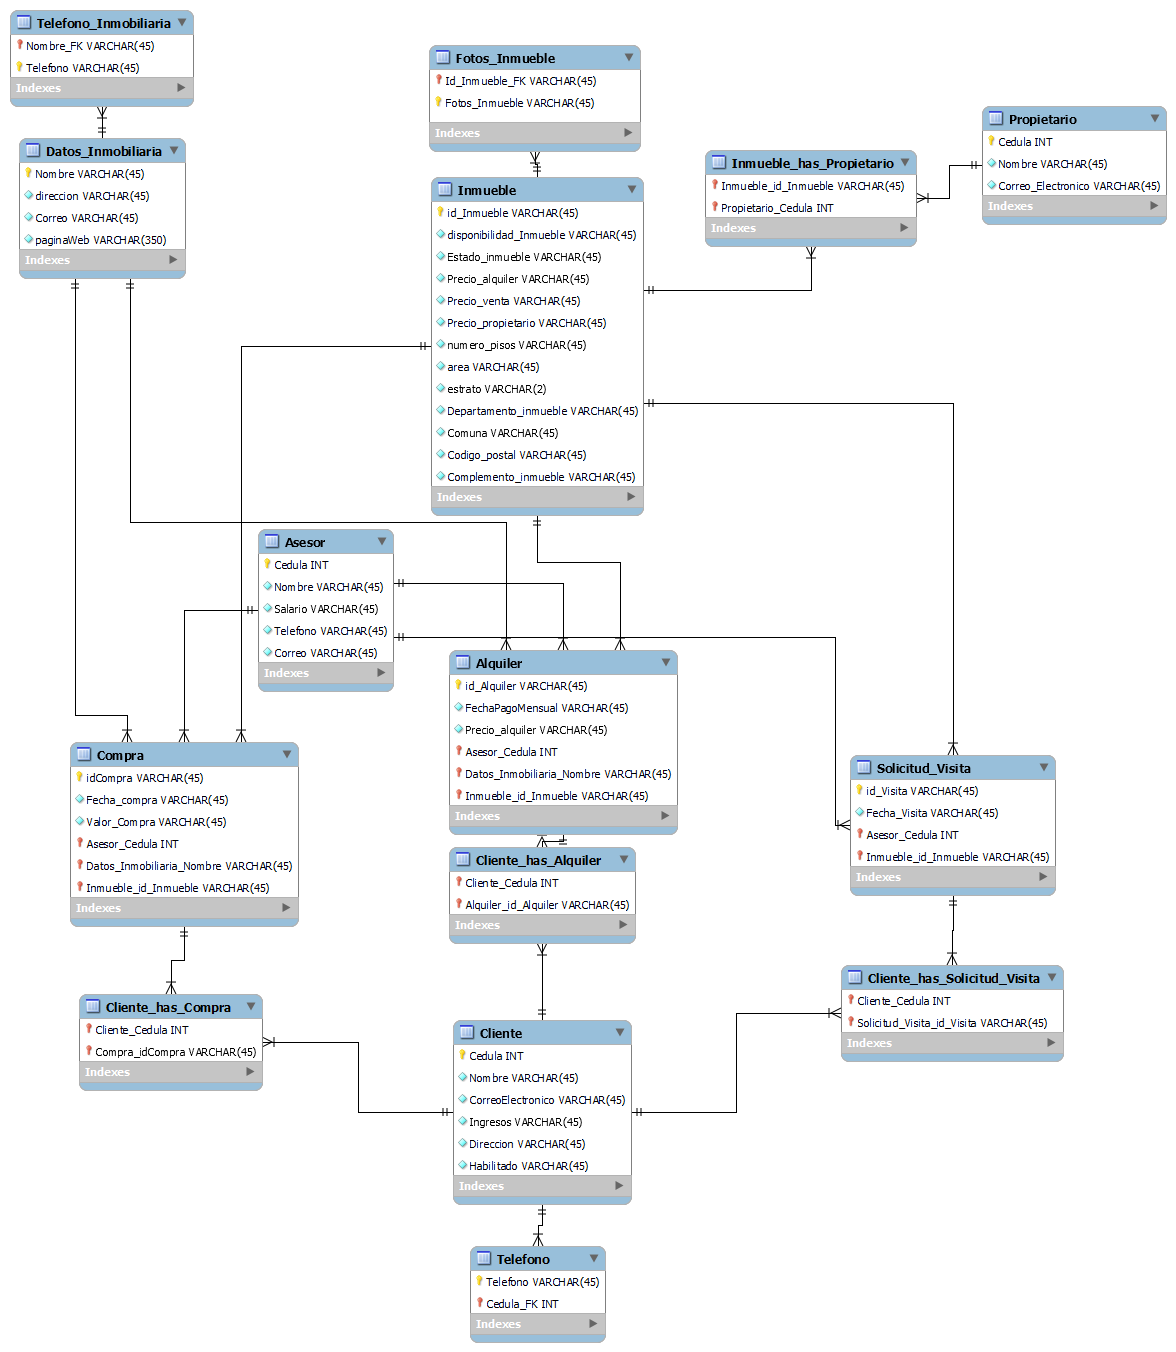 Telefono_Inmobiliaria
Nombre_FK VARCHAR(45)
Telefono VARCHAR(45)
Indexes
Fotos_Inmueble
Id_Inmueble_FK VARCHAR(45)
Fotos_Inmueble VARCHAR(45)
Indexes
Propietario
Cedula INT
Nombre VARCHAR(45)
Correo_Electronico VARCHAR(45)
Indexes
Inmueble_has_Propietario
Inmueble_id_Inmueble VARCHAR(45)
Propietario_Cedula INT
Indexes
Datos_Inmobiliaria
Nombre VARCHAR(45)
direccion VARCHAR(45)
Correo VARCHAR(45)
paginaWeb VARCHAR(350)
Indexes
Inmueble
id_Inmueble VARCHAR(45)
disponibilidad_Inmueble VARCHAR(45)
Estado_inmueble VARCHAR(45)
Precio_alquiler VARCHAR(45)
Precio_venta VARCHAR(45)
Precio_propietario VARCHAR(45)
numero_pisos VARCHAR(45)
area VARCHAR(45)
estrato VARCHAR(2)
Departamento_inmueble VARCHAR(45)
Comuna VARCHAR(45)
Codigo_postal VARCHAR(45)
Complemento_inmueble VARCHAR(45)
Indexes
Asesor
Cedula INT
Nombre VARCHAR(45)
Salario VARCHAR(45)
Telefono VARCHAR(45)
Correo VARCHAR(45)
Indexes
Alquiler
id_Alquiler VARCHAR(45)
FechaPagoMensual VARCHAR(45)
Precio_alquiler VARCHAR(45)
Asesor_Cedula INT
Datos_Inmobiliaria_Nombre VARCHAR(45)
Inmueble_id_Inmueble VARCHAR(45)
Indexes
Compra
idCompra VARCHAR(45)
Fecha_compra VARCHAR(45)
Valor_Compra VARCHAR(45)
Asesor_Cedula INT
Datos_Inmobiliaria_Nombre VARCHAR(45)
Inmueble_id_Inmueble VARCHAR(45)
Indexes
Solicitud_Visita
id_Visita VARCHAR(45)
Fecha_Visita VARCHAR(45)
Asesor_Cedula INT
Inmueble_id_Inmueble VARCHAR(45)
Indexes
Cliente_has_Alquiler
Cliente_Cedula INT
Alquiler_id_Alquiler VARCHAR(45)
Indexes
Cliente_has_Solicitud_Visita
Cliente_Cedula INT
Solicitud_Visita_id_Visita VARCHAR(45)
Indexes
Cliente_has_Compra
Cliente_Cedula INT
Compra_idCompra VARCHAR(45)
Indexes
Cliente
Cedula INT
Nombre VARCHAR(45)
CorreoElectronico VARCHAR(45)
Ingresos VARCHAR(45)
Direccion VARCHAR(45)
Habilitado VARCHAR(45)
Indexes
Telefono
Telefono VARCHAR(45)
Cedula_FK INT
Indexes